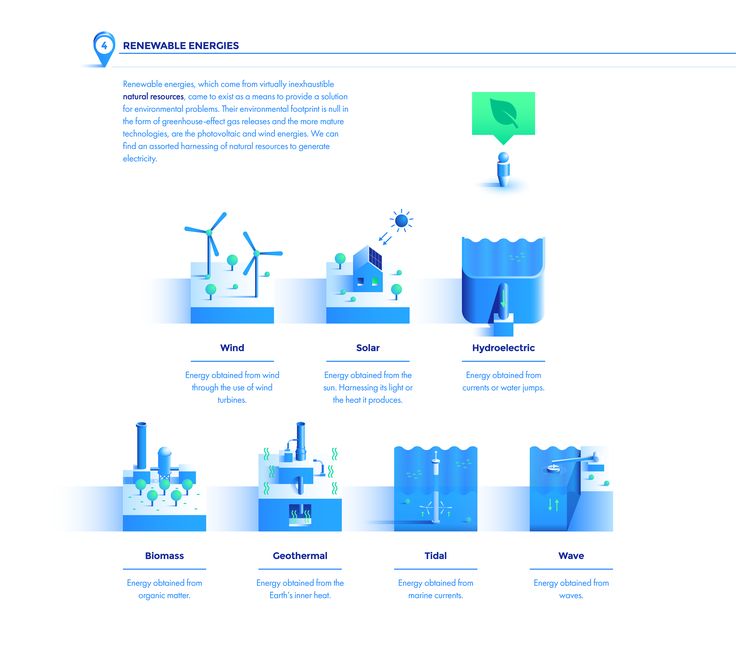 4
RENEWABLE ENERGIES
Renewable energies, which come from virtually inexhaustible
natural resources, came to exist as a means to provide a solution
for environmental problems. Their environmental footprint is null in
the form of greenhouse-effect gas releases and the more mature
technologies, are the photovoltaic and wind energies. We can
find an assorted harnessing of natural resources to generate
electricity.
Wind
Energy obtained from wind
through the use of wind
turbines.
Solar
Energy obtained from the
sun. Harnessing its light or
the heat it produces.
Hydroelectric
Energy obtained from
currents or water jumps.
Biomass
Energy obtained from
organic matter.
Geothermal
Energy obtained from the
Earth's inner heat.
Tidal
Energy obtained from
marine currents.
Wave
Energy obtained from
waves.